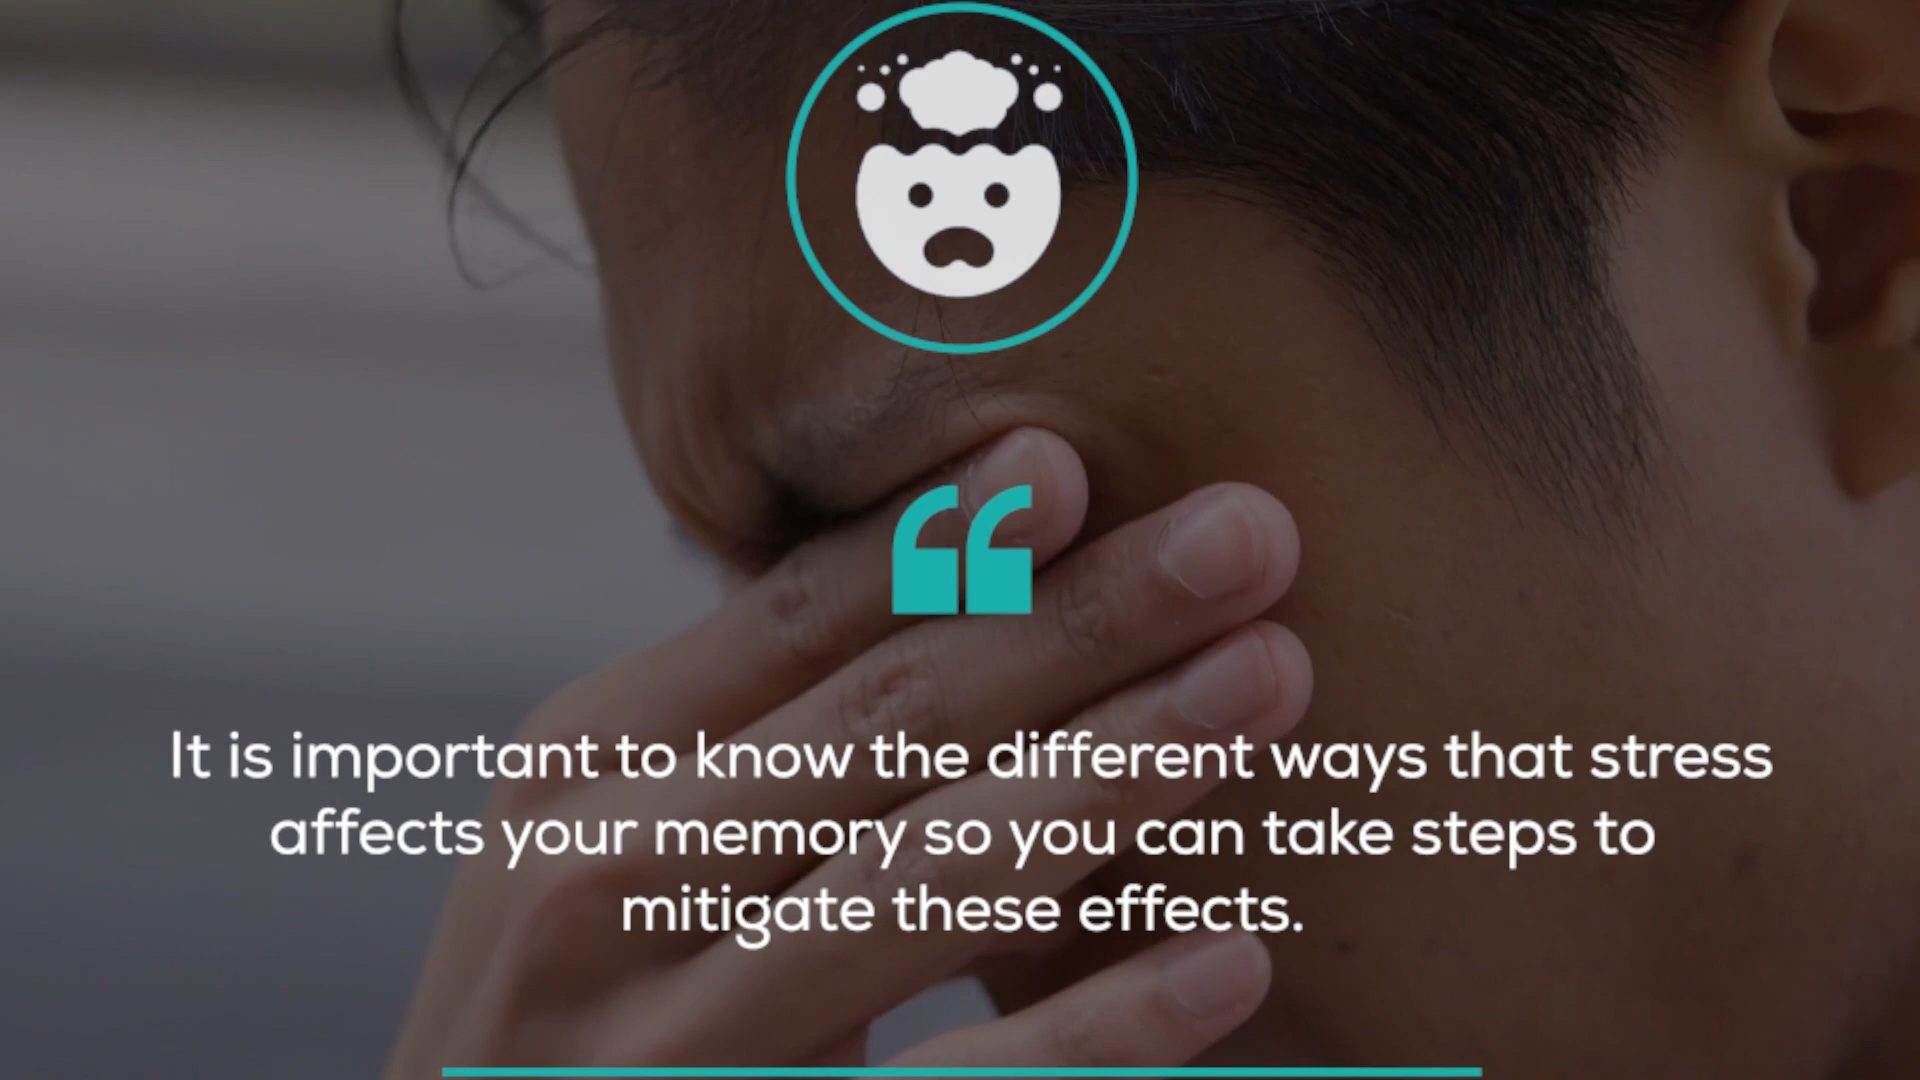 It is important to know the different ways that stress
affects your memory so you can take steps to
mitigate these effects.